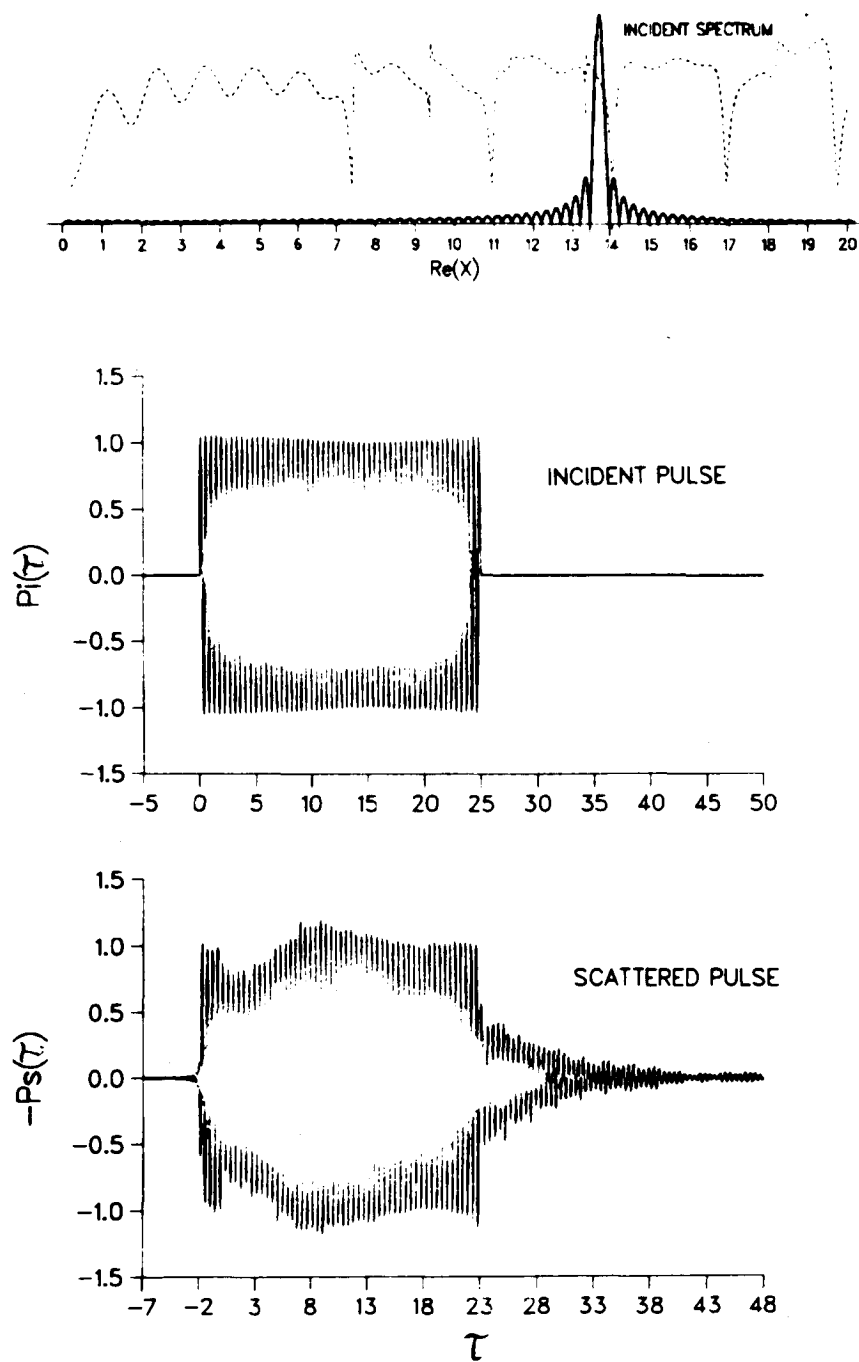 INCIDENT SPECTRUM
0 1 2 3 4 5 6 7 8 9 10 11 12 13 14 15 16 17 18 19 20
Re(X)
1.5
1.0
0.5
0.0
-0.5
-1.0
-1.5
Pi(τ)
INCIDENT PULSE
-5 0 5 10 15 20 25 30 35 40 45 50
1.5
1.0
0.5
0.0
-0.5
-1.0
-1.5
-Ps(τ)
SCATTERED PULSE
-7 -2 3 8 13 18 23 28 33 38 43 48
τ